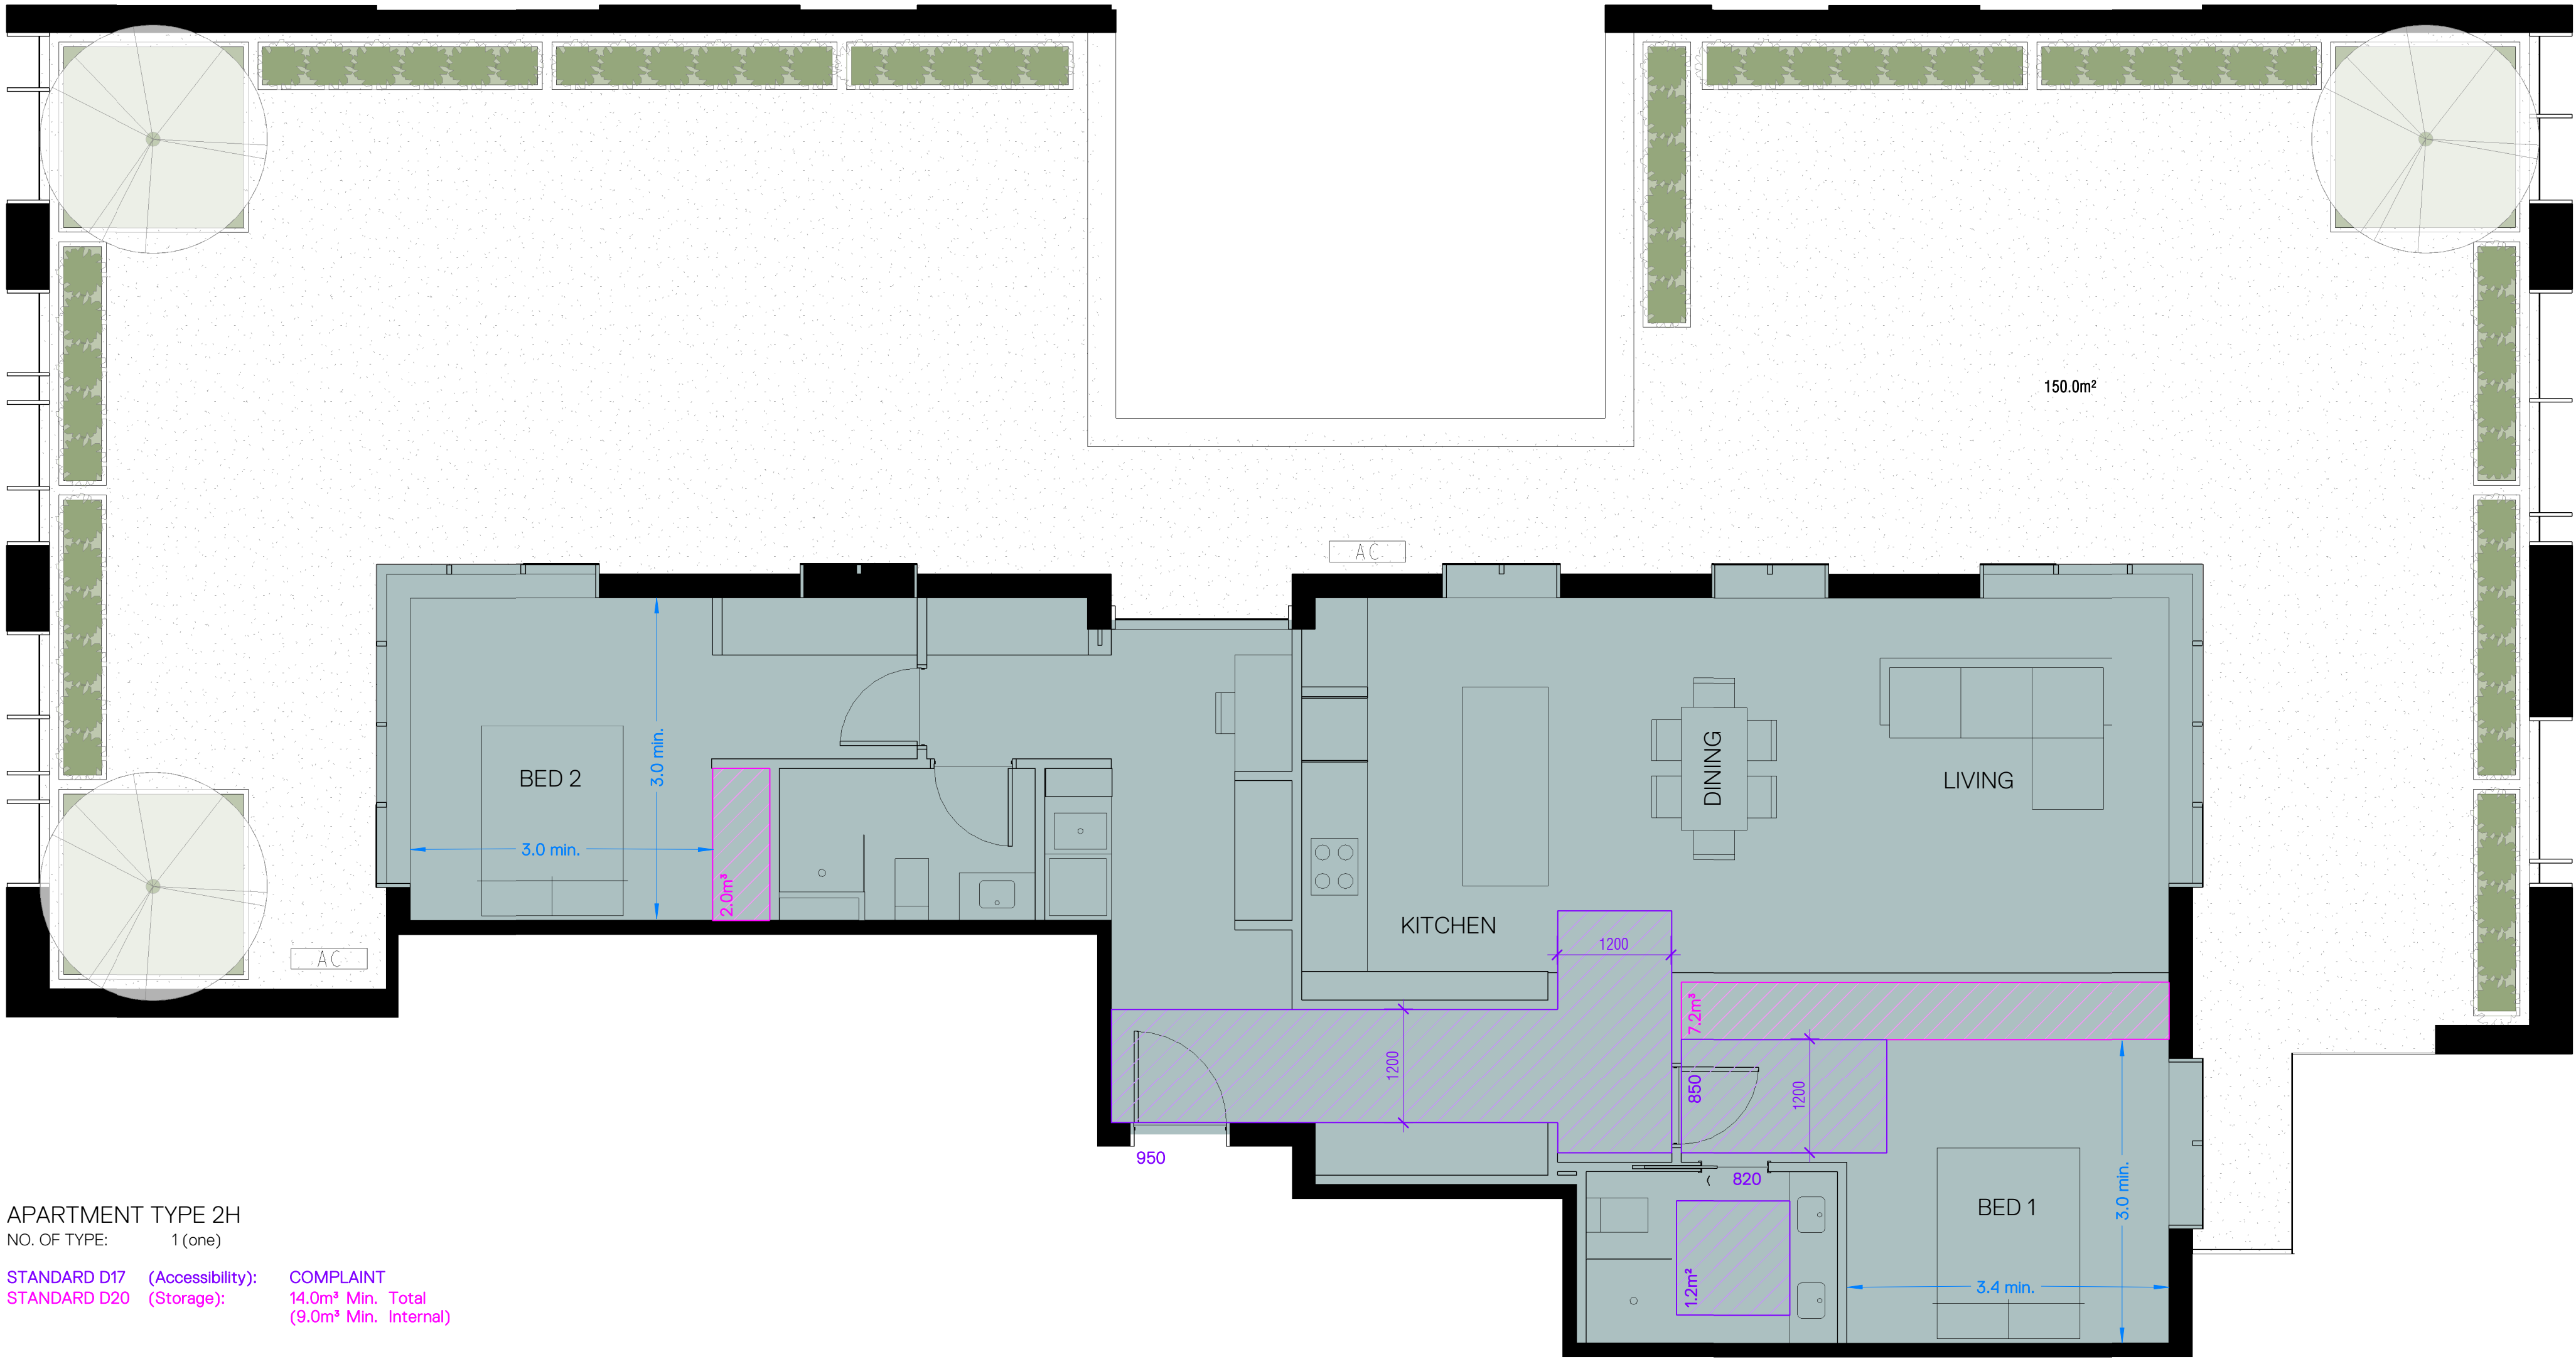 150.0m²
AC
BED 2
3.0 min.
3.0 min.
2.0m³
DINING
LIVING
KITCHEN
1200
AC
7.2m³
1200
850
1200
950
820
BED 1
3.0 min.
3.4 min.
1.2m²
APARTMENT TYPE 2H
NO. OF TYPE: 1 (one)
STANDARD D17 (Accessibility): COMPLAINT
STANDARD D20 (Storage): 14.0m³ Min. Total
(9.0m³ Min. Internal)